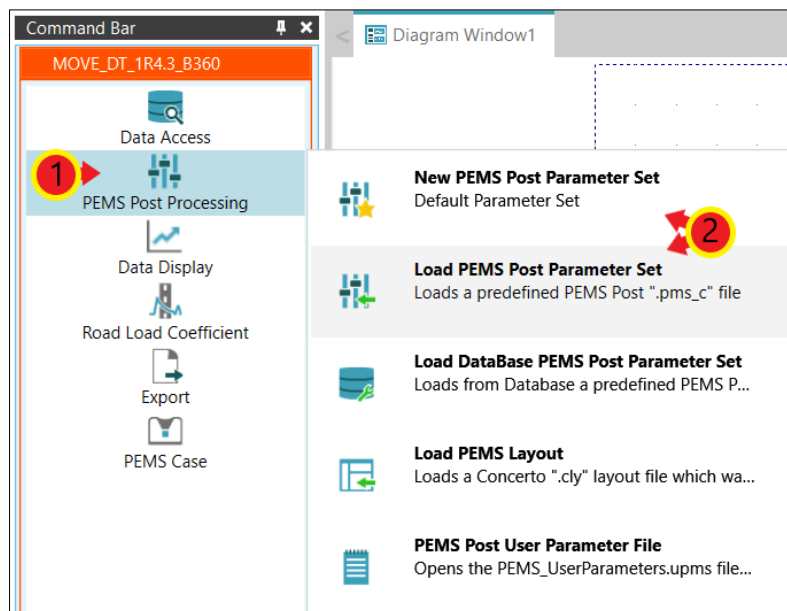 Command Bar
Diagram Window1
MOVE_DT_1R4.3_B360
Data Access
1
PEMS Post Processing
Data Display
Road Load Coefficient
Export
PEMS Case
New PEMS Post Parameter Set
Default Parameter Set
2
Load PEMS Post Parameter Set
Loads a predefined PEMS Post ".pms_c" file
Load DataBase PEMS Post Parameter Set
Loads from Database a predefined PEMS P...
Load PEMS Layout
Loads a Concerto ".cly" layout file which wa...
PEMS Post User Parameter File
Opens the PEMS_UserParameters.upms file...